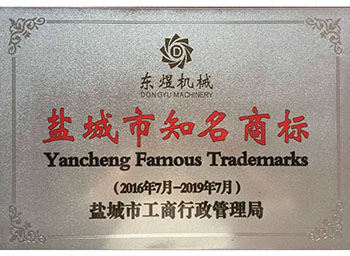 东煜机械
DONGYU MACHINERY
盐城市知名商标
Yancheng Famous Trademarks
(2016年7月-2019年7月)
盐城市工商行政管理局